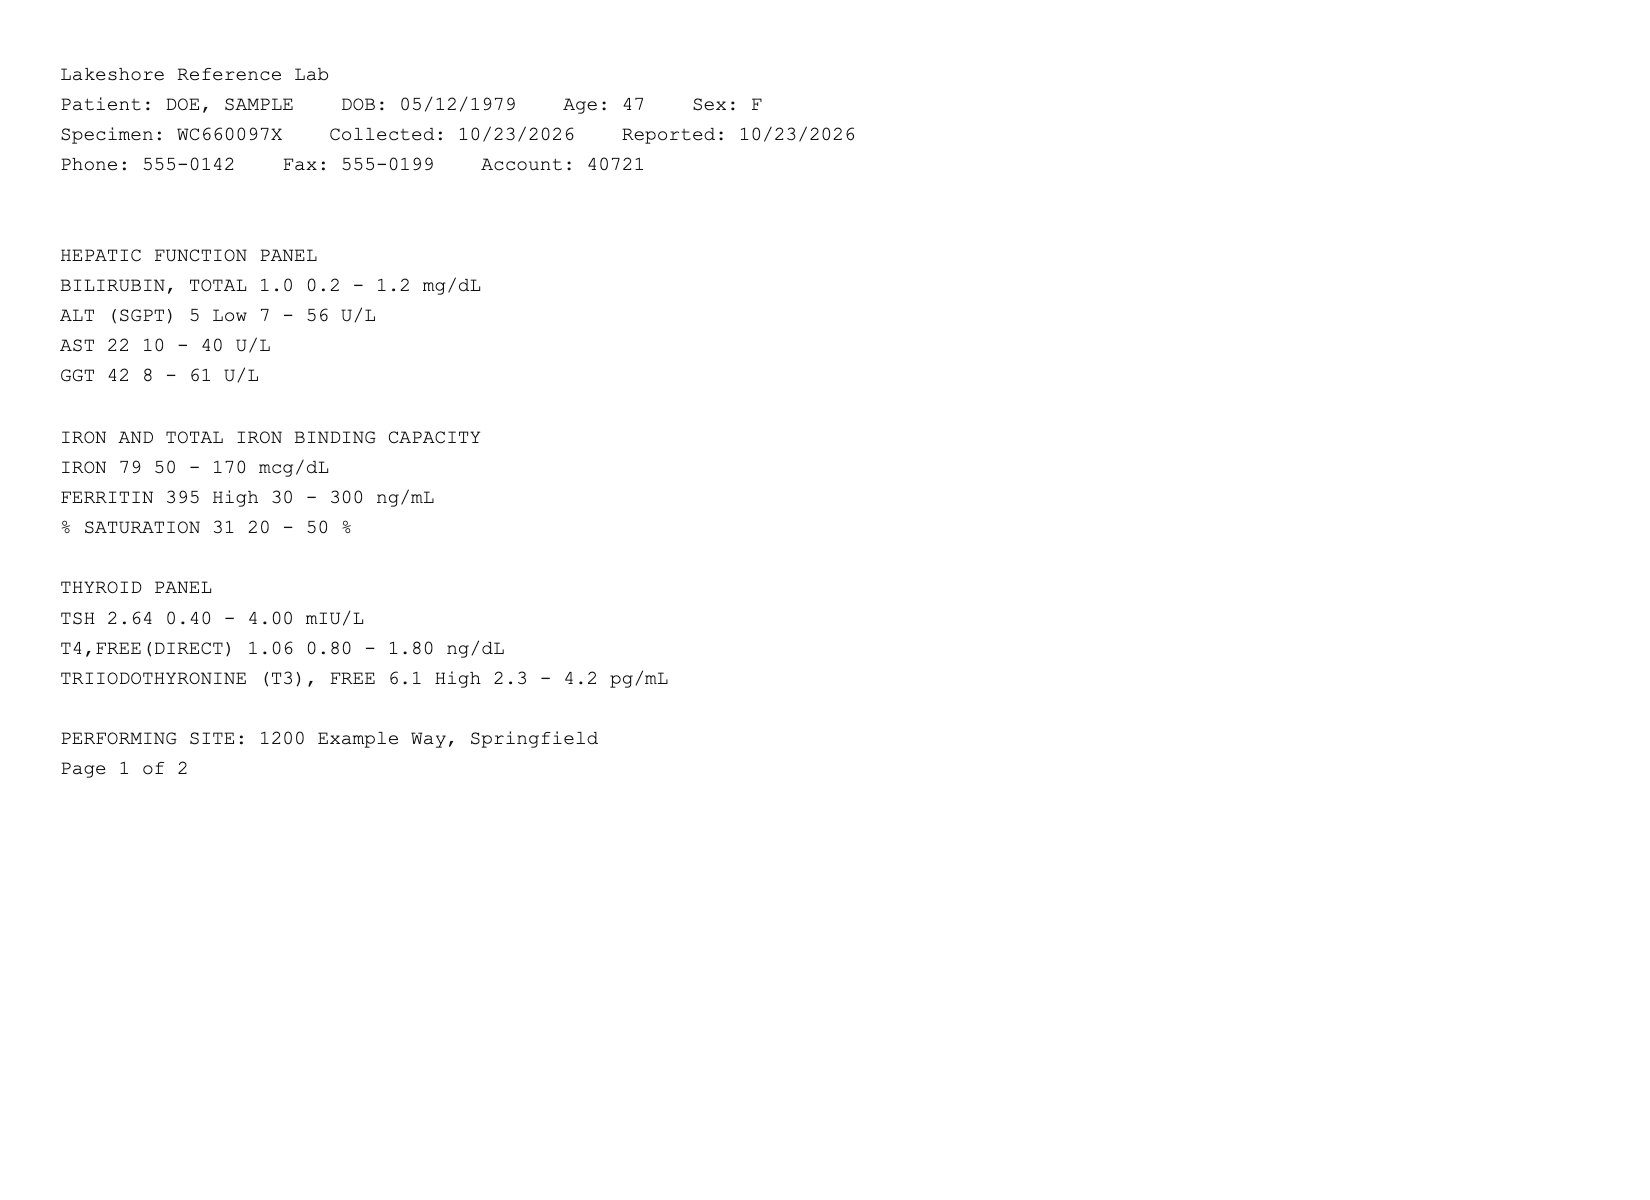 Lakeshore Reference Lab
Patient: DOE, SAMPLE    DOB: 05/12/1979    Age: 47    Sex: F
Specimen: WC660097X    Collected: 10/23/2026    Reported: 10/23/2026
Phone: 555-0142    Fax: 555-0199    Account: 40721
HEPATIC FUNCTION PANEL
BILIRUBIN, TOTAL 1.0 0.2 - 1.2 mg/dL
ALT (SGPT) 5 Low 7 - 56 U/L
AST 22 10 - 40 U/L
GGT 42 8 - 61 U/L
IRON AND TOTAL IRON BINDING CAPACITY
IRON 79 50 - 170 mcg/dL
FERRITIN 395 High 30 - 300 ng/mL
% SATURATION 31 20 - 50 %
THYROID PANEL
TSH 2.64 0.40 - 4.00 mIU/L
T4,FREE(DIRECT) 1.06 0.80 - 1.80 ng/dL
TRIIODOTHYRONINE (T3), FREE 6.1 High 2.3 - 4.2 pg/mL
PERFORMING SITE: 1200 Example Way, Springfield
Page 1 of 2